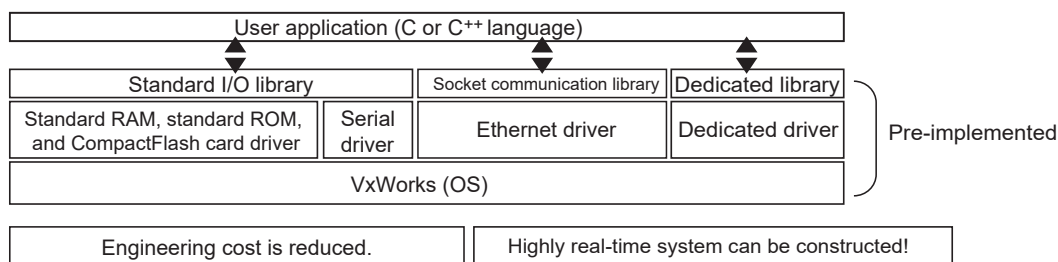 User application (C or C++ language)
Standard I/O library
Socket communication library
Dedicated library
Standard RAM, standard ROM,
and CompactFlash card driver
Serial
driver
Ethernet driver
Dedicated driver
Pre-implemented
VxWorks (OS)
Engineering cost is reduced.
Highly real-time system can be constructed!